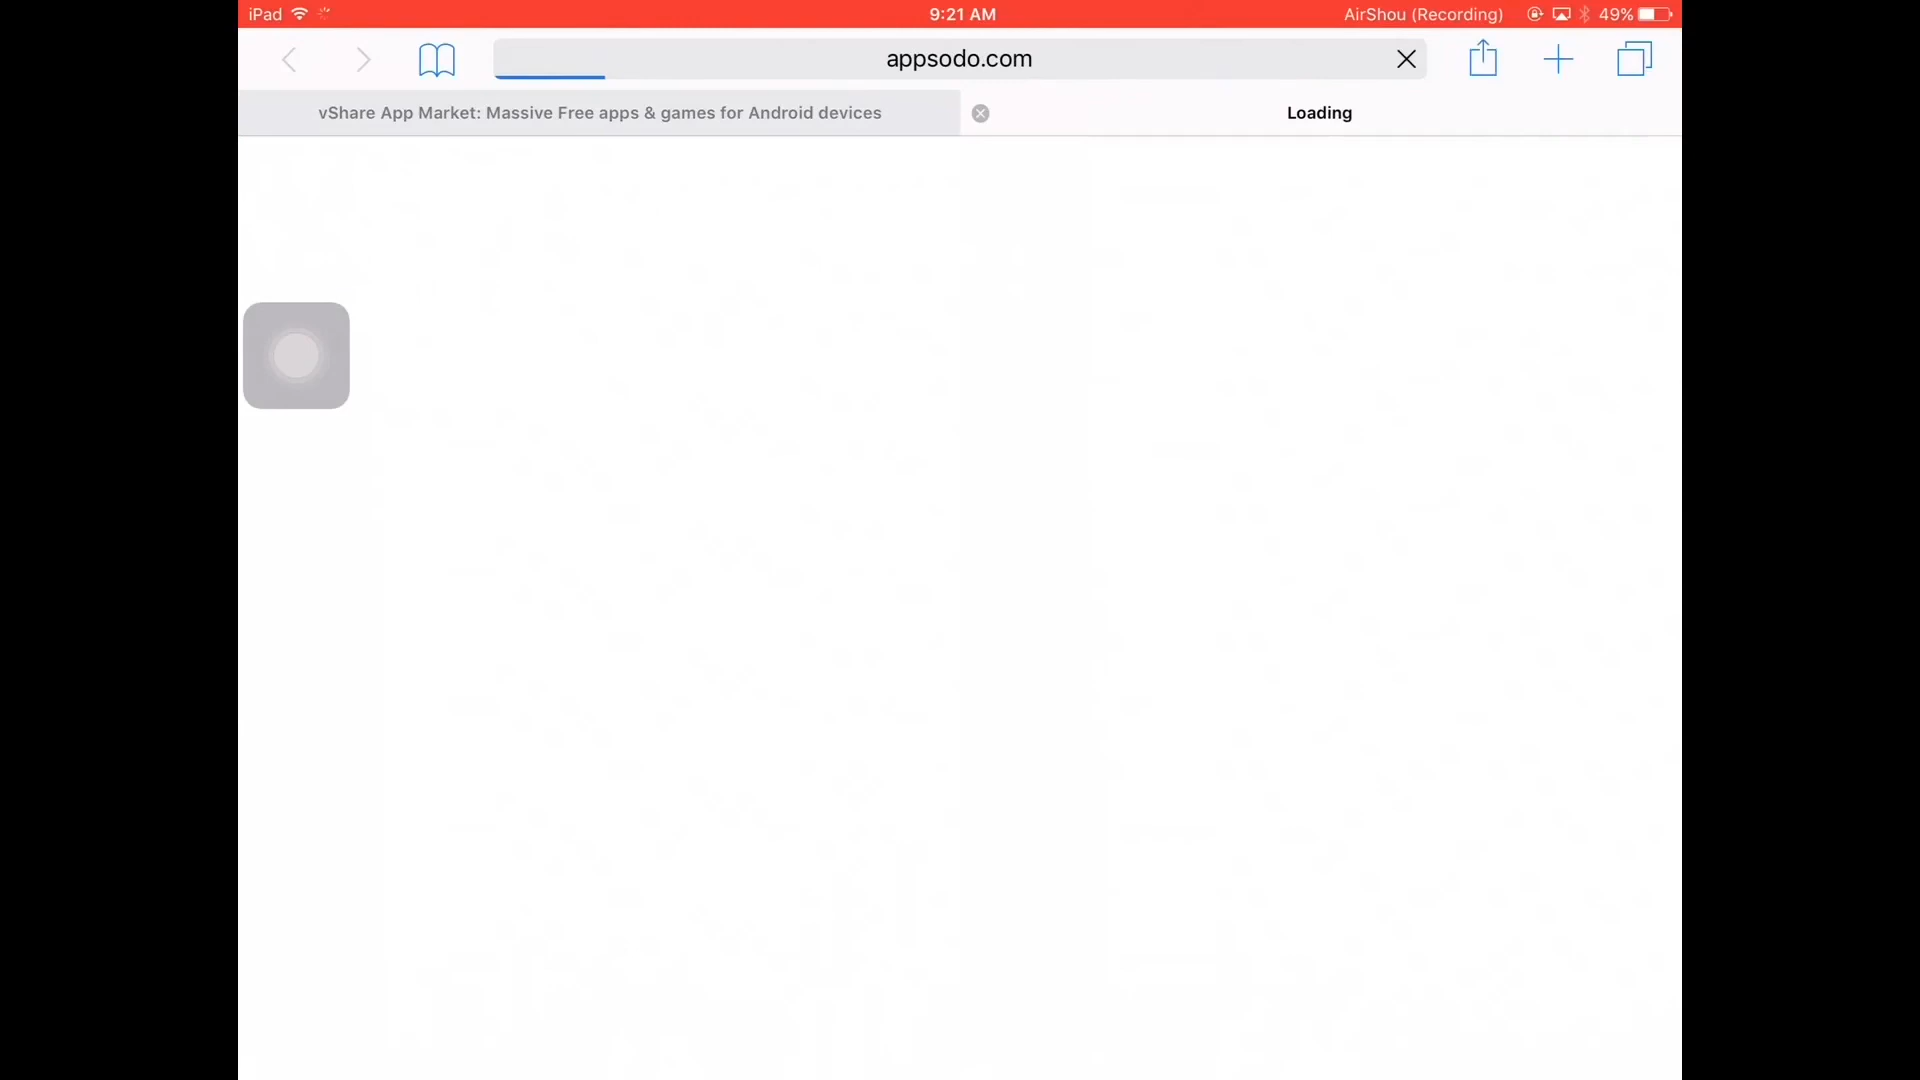 iPad 9:21 AM AirShou (Recording) 49%
appsodo.com
vShare App Market: Massive Free apps & games for Android devices Loading